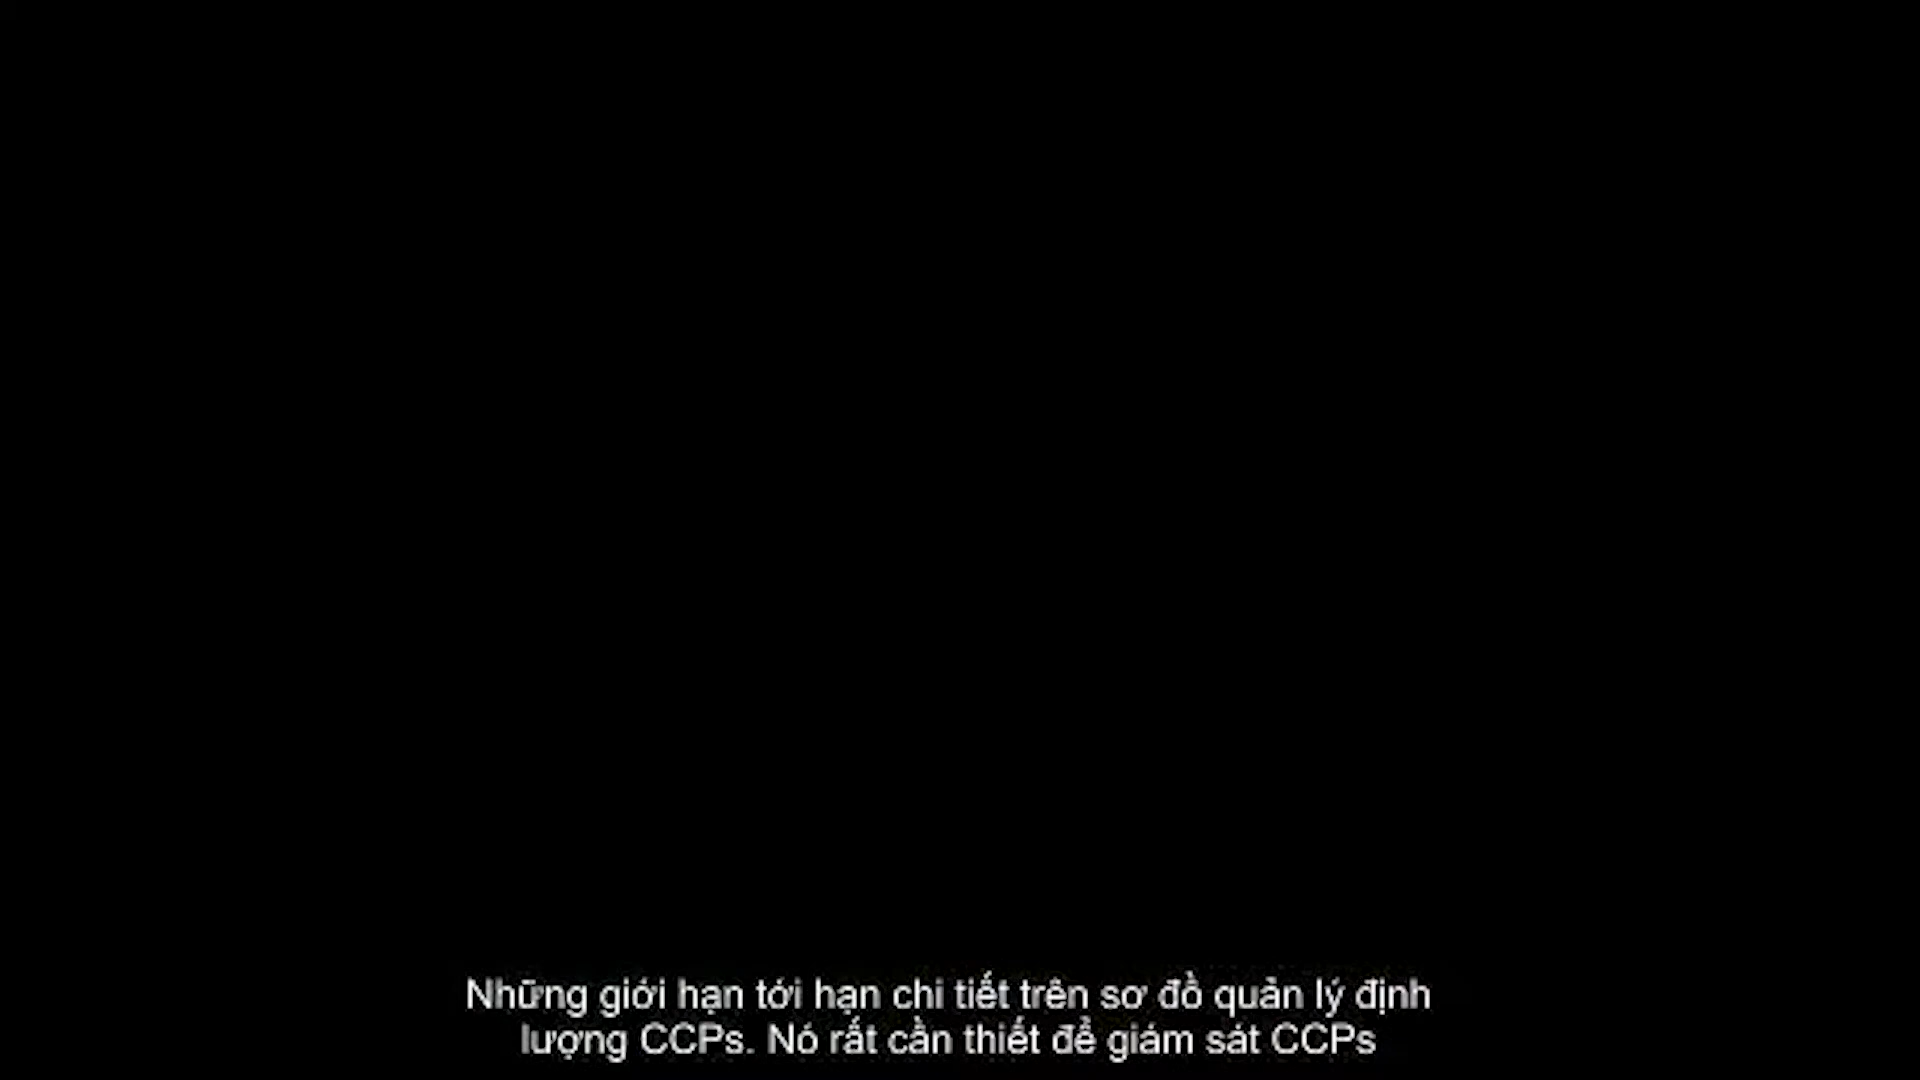 Những giới hạn tới hạn chi tiết trên sơ đồ quản lý định
lượng CCPs. Nó rất cần thiết để giám sát CCPs